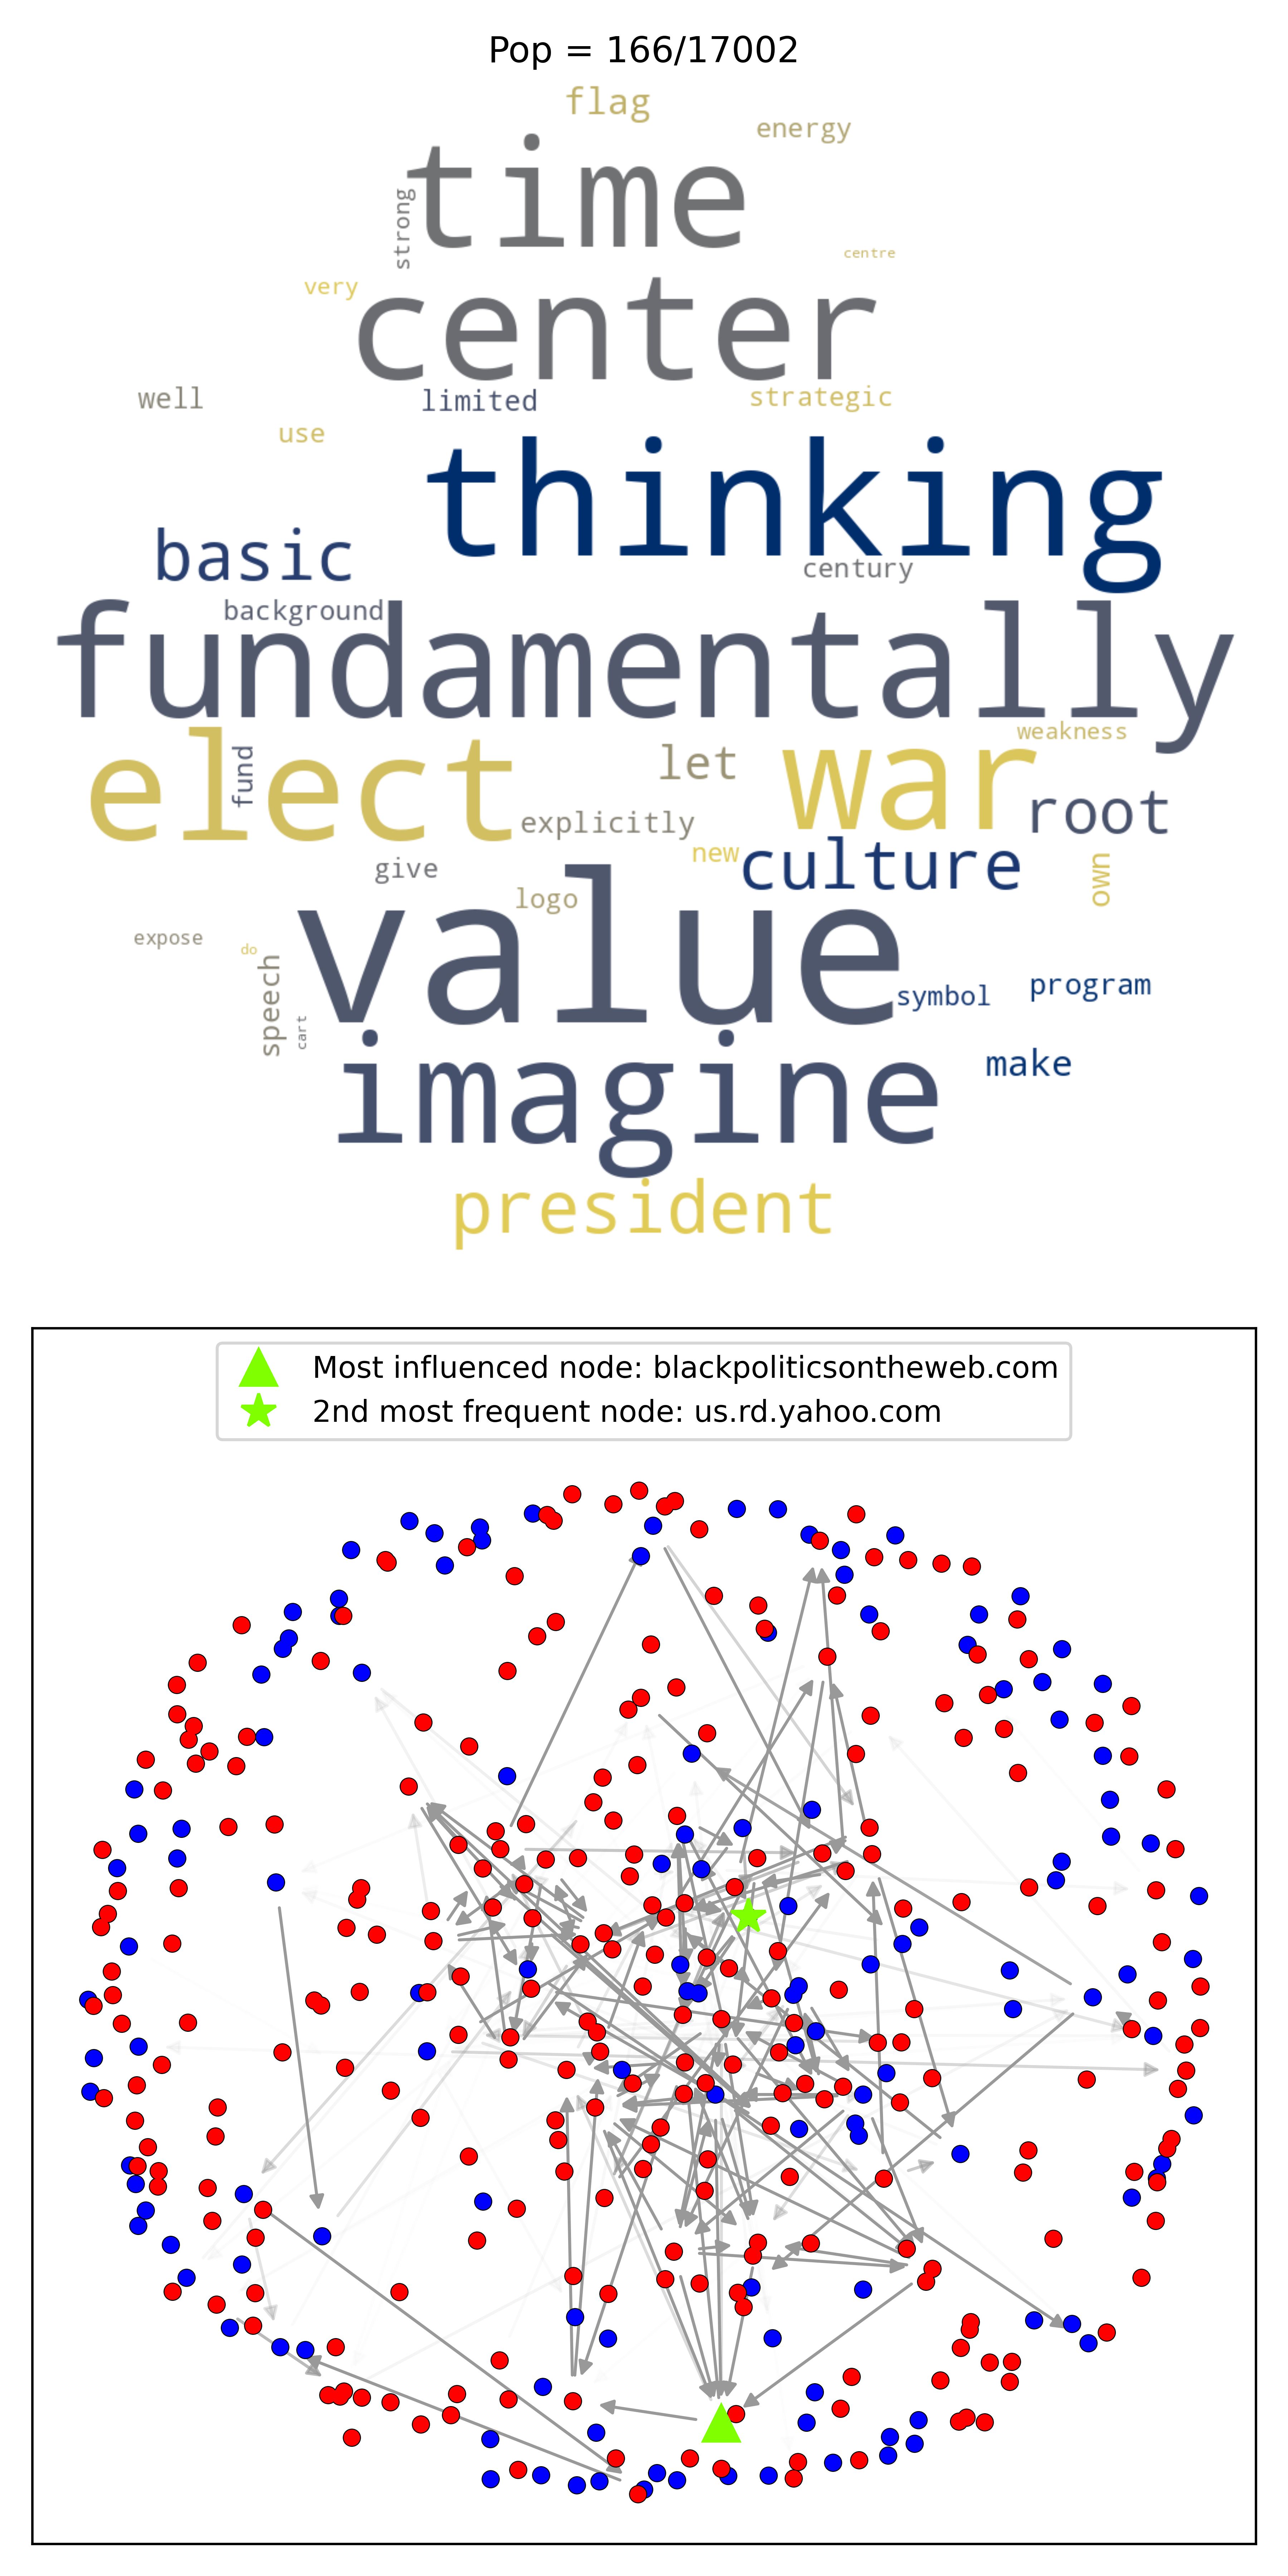 Pop = 166/17002
flag
energy
time
strong
centre
very
center
well
limited
strategic
use
thinking
basic
century
background
fundamentally
weakness
elect
fund
let
war
root
explicitly
new
culture
own
give
logo
value
expose
do
speech
cart
symbol
program
imagine
make
president
Most influenced node: blackpoliticsontheweb.com
2nd most frequent node: us.rd.yahoo.com